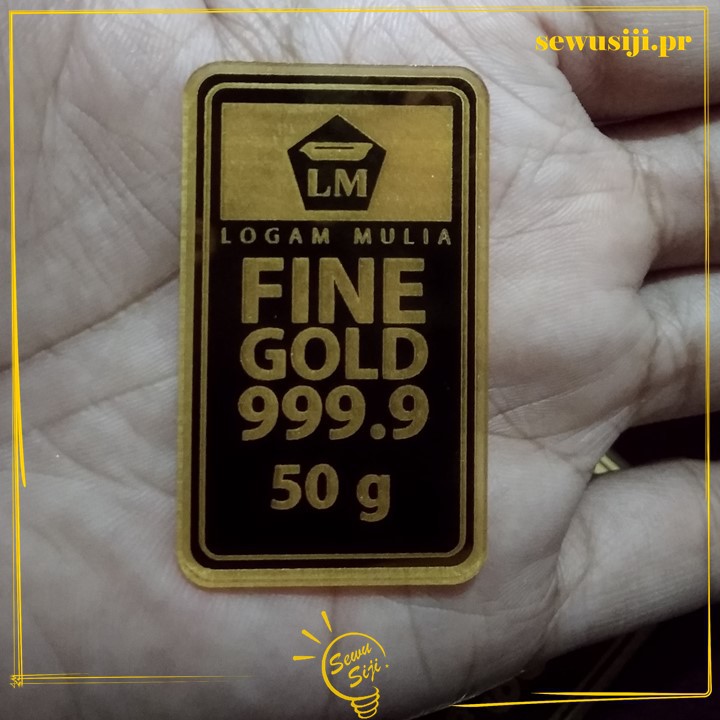 sewusiji.pr
LM
LOGAM MULIA
FINE
GOLD
999.9
50 g
Sewu
Siji.